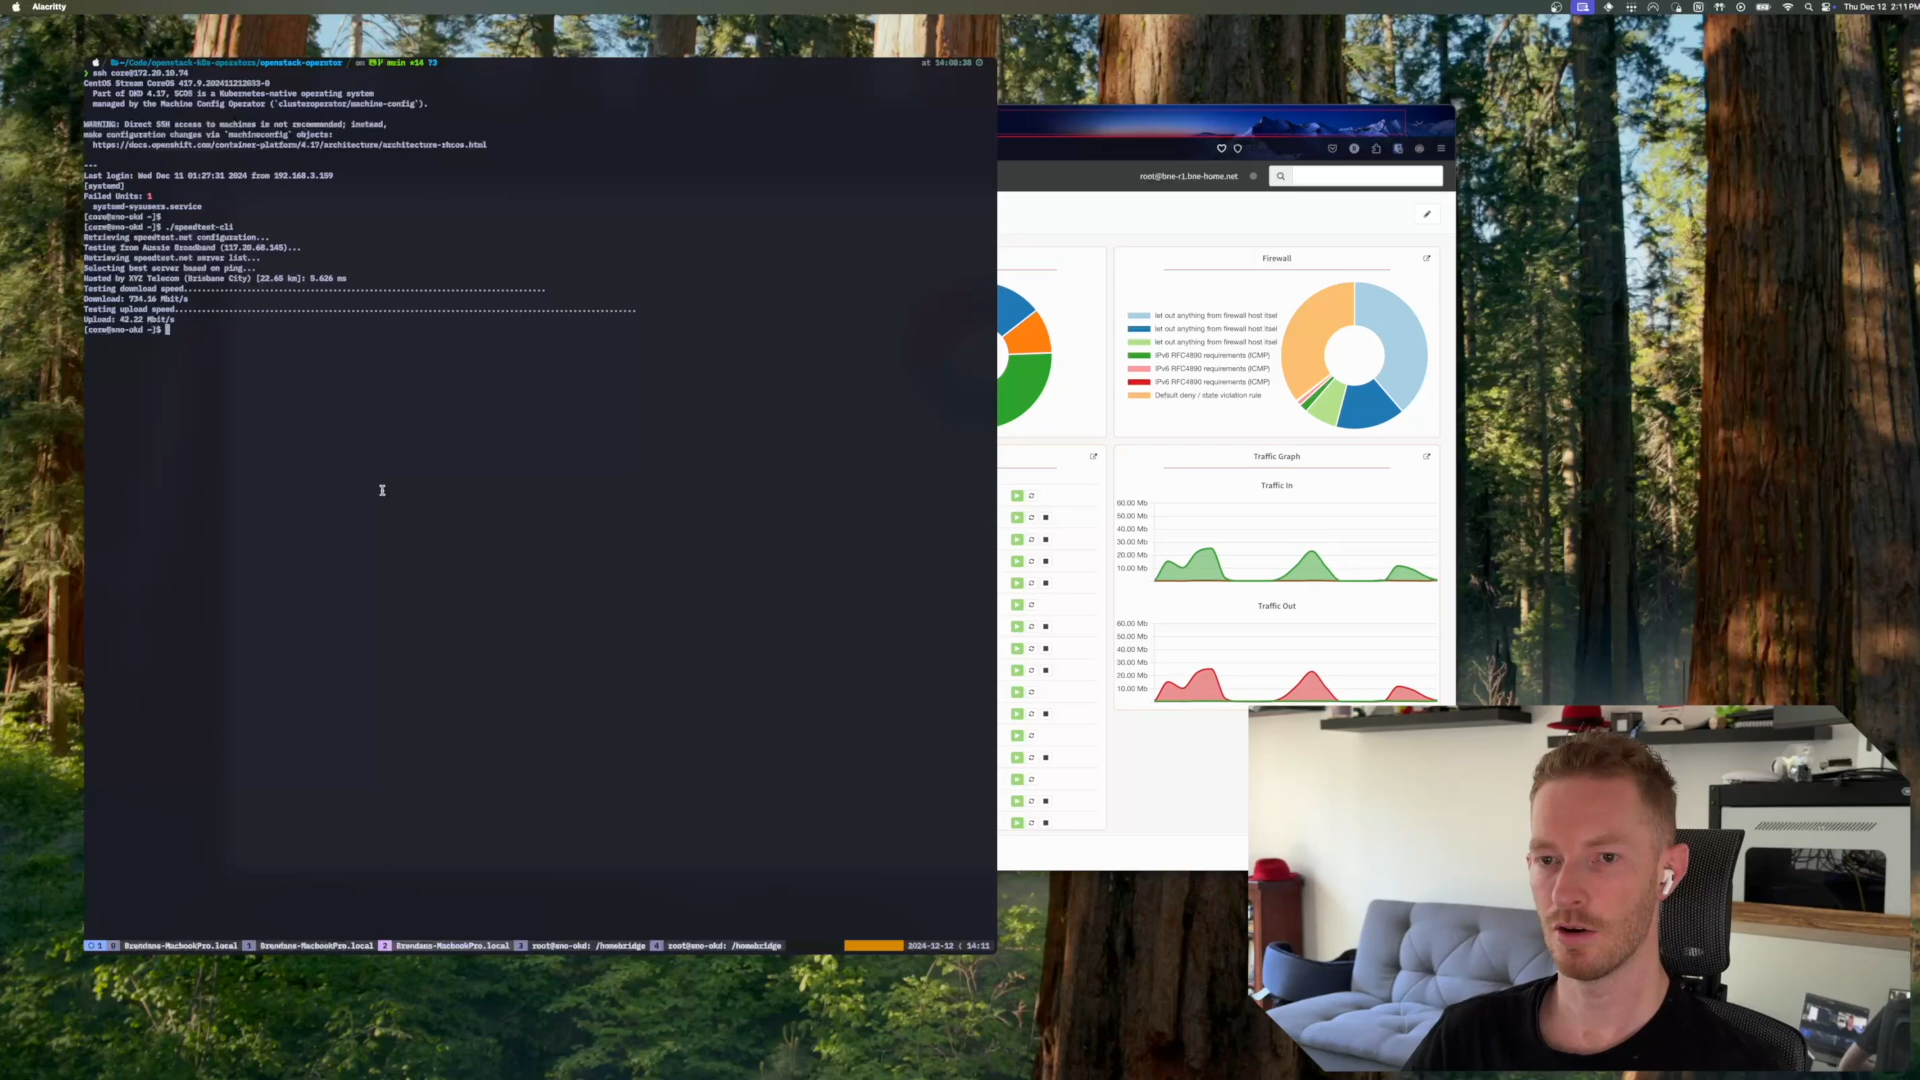 Alacritty
Thu Dec 12 2:11PM
~/Code/openstack-k8s-operators/openstack-operator / on main *14 ?3
at 14:08:38
❯ ssh core@172.20.10.74
CentOS Stream CoreOS 417.9.202411212033-0
Part of OKD 4.17, SCOS is a Kubernetes-native operating system
managed by the Machine Config Operator (`clusteroperator/machine-config`).
WARNING: Direct SSH access to machines is not recommended; instead,
make configuration changes via `machineconfig` objects:
https://docs.openshift.com/container-platform/4.17/architecture/architecture-rhcos.html
---
Last login: Wed Dec 11 01:27:31 2024 from 192.168.3.159
[systemd]
Failed Units: 1
systemd-sysusers.service
[core@sno-okd ~]$
[core@sno-okd ~]$ ./speedtest-cli
Retrieving speedtest.net configuration...
Testing from Aussie Broadband (117.20.68.145)...
Retrieving speedtest.net server list...
Selecting best server based on ping...
Hosted by XYZ Telecom (Brisbane City) [22.65 km]: 5.626 ms
Testing download speed................................................................................
Download: 734.16 Mbit/s
Testing upload speed......................................................................................................
Upload: 42.22 Mbit/s
[core@sno-okd ~]$
root@bne-r1.bne-home.net
Firewall
let out anything from firewall host itsel
let out anything from firewall host itsel
let out anything from firewall host itsel
IPv6 RFC4890 requirements (ICMP)
IPv6 RFC4890 requirements (ICMP)
IPv6 RFC4890 requirements (ICMP)
Default deny / state violation rule
Traffic Graph
Traffic In
60.00 Mb
50.00 Mb
40.00 Mb
30.00 Mb
20.00 Mb
10.00 Mb
Traffic Out
60.00 Mb
50.00 Mb
40.00 Mb
30.00 Mb
20.00 Mb
10.00 Mb
1 0 Brendans-MacbookPro.local 1 Brendans-MacbookPro.local 2 Brendans-MacbookPro.local 3 root@sno-okd: /homebridge 4 root@sno-okd: /homebridge
2024-12-12 ( 14:11